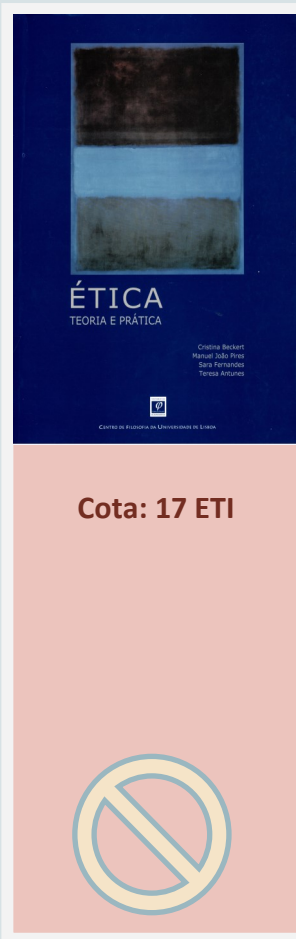 ÉTICA
TEORIA E PRÁTICA
Cristina Beckert
Manuel João Pires
Sara Fernandes
Teresa Antunes
φ
CENTRO DE FILOSOFIA DA UNIVERSIDADE DE LISBOA
Cota: 17 ETI